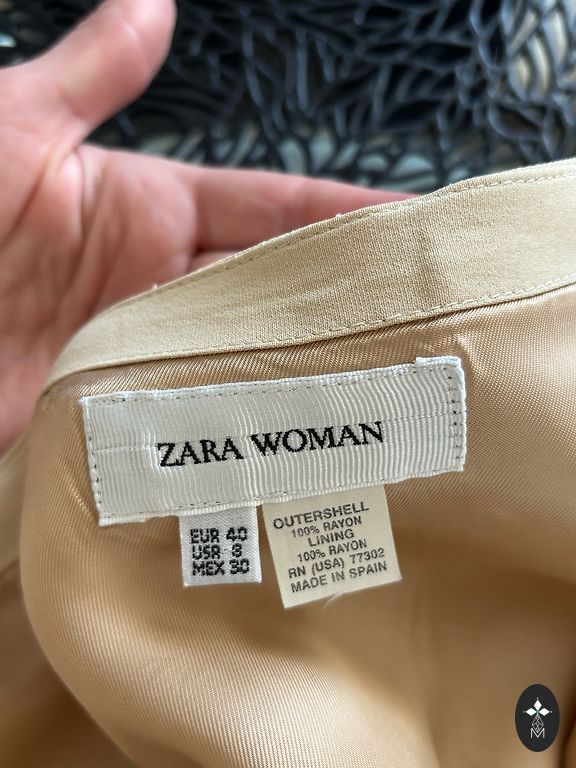 ZARA WOMAN
EUR 40
USR 8
MEX 30
OUTERSHELL
100% RAYON
LINING
100% RAYON
RN (USA) 77302
MADE IN SPAIN
M